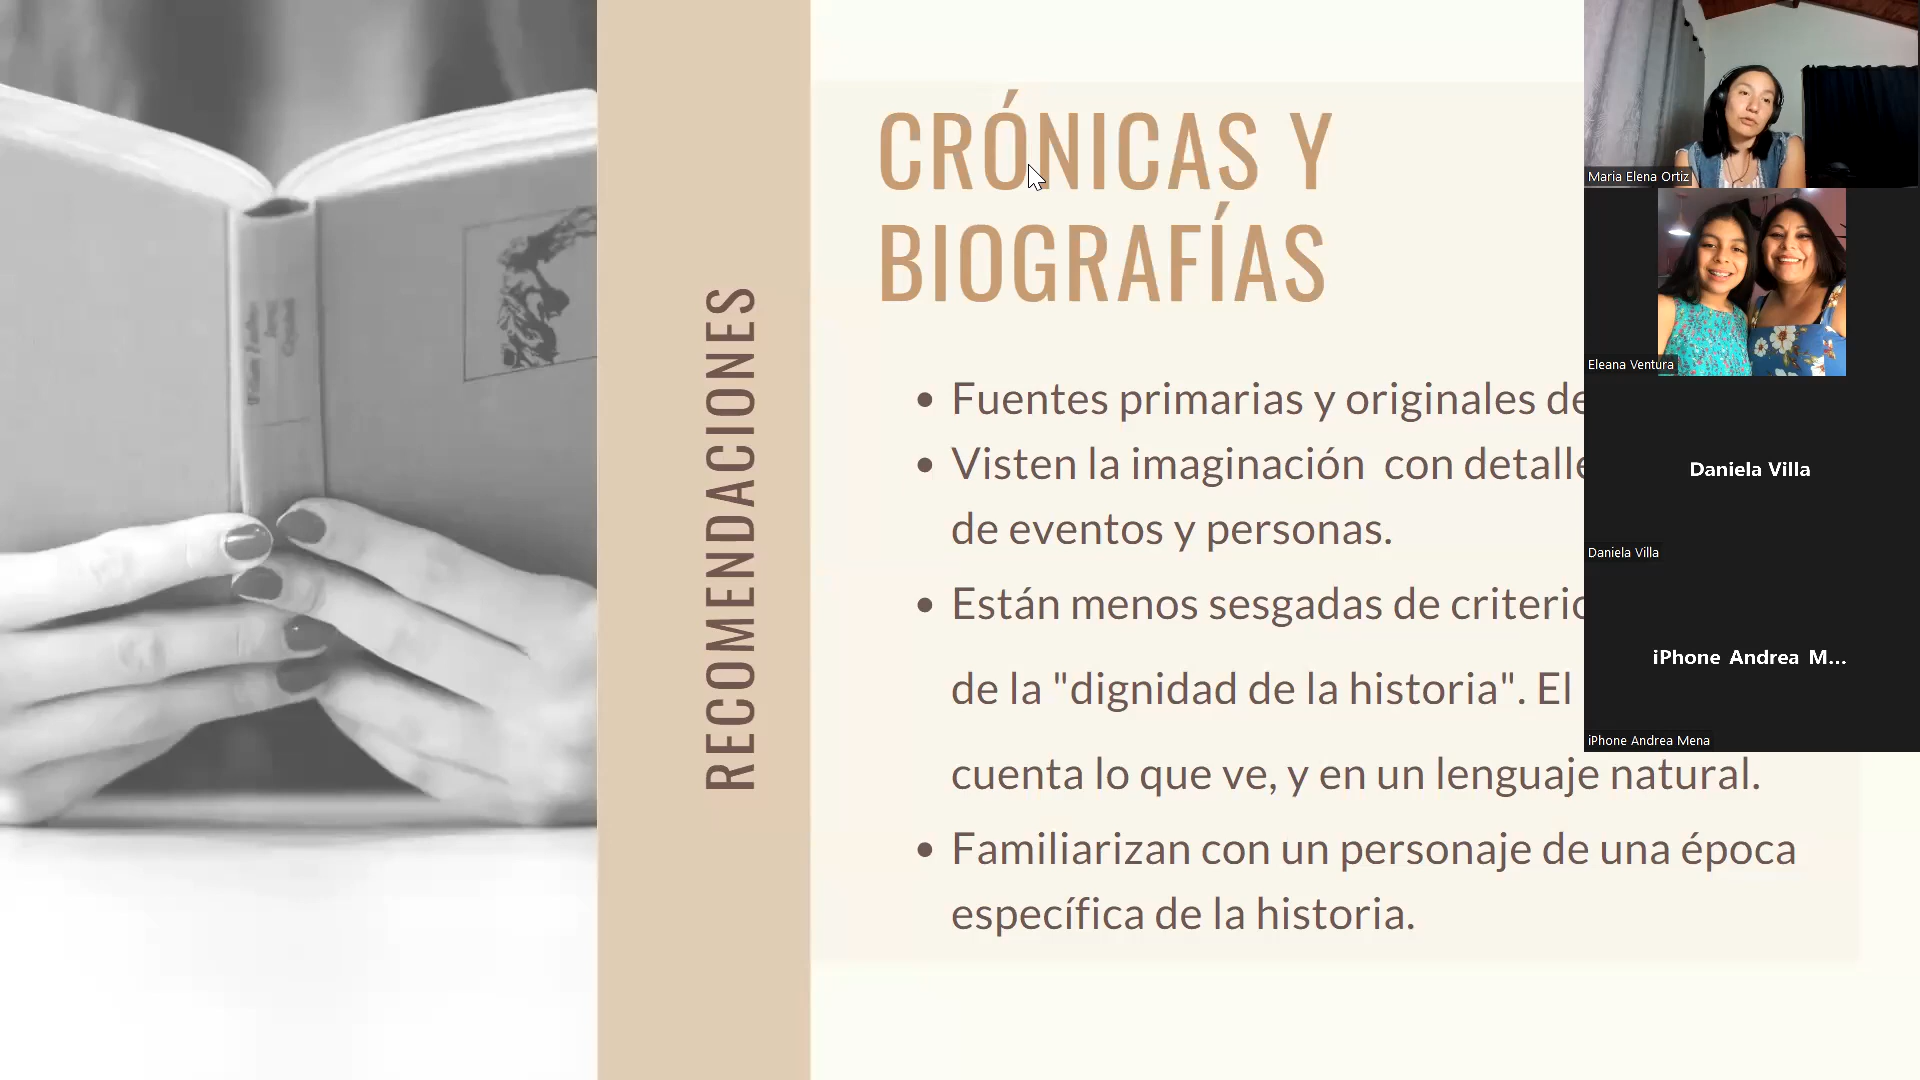 RECOMENDACIONES
CRÓNICAS Y
BIOGRAFÍAS
• Fuentes primarias y originales de
• Visten la imaginación con detalle
de eventos y personas.
• Están menos sesgadas de criterio
de la "dignidad de la historia". El
cuenta lo que ve, y en un lenguaje natural.
• Familiarizan con un personaje de una época
específica de la historia.
Maria Elena Ortiz
Eleana Ventura
Daniela Villa
Daniela Villa
iPhone Andrea M...
iPhone Andrea Mena